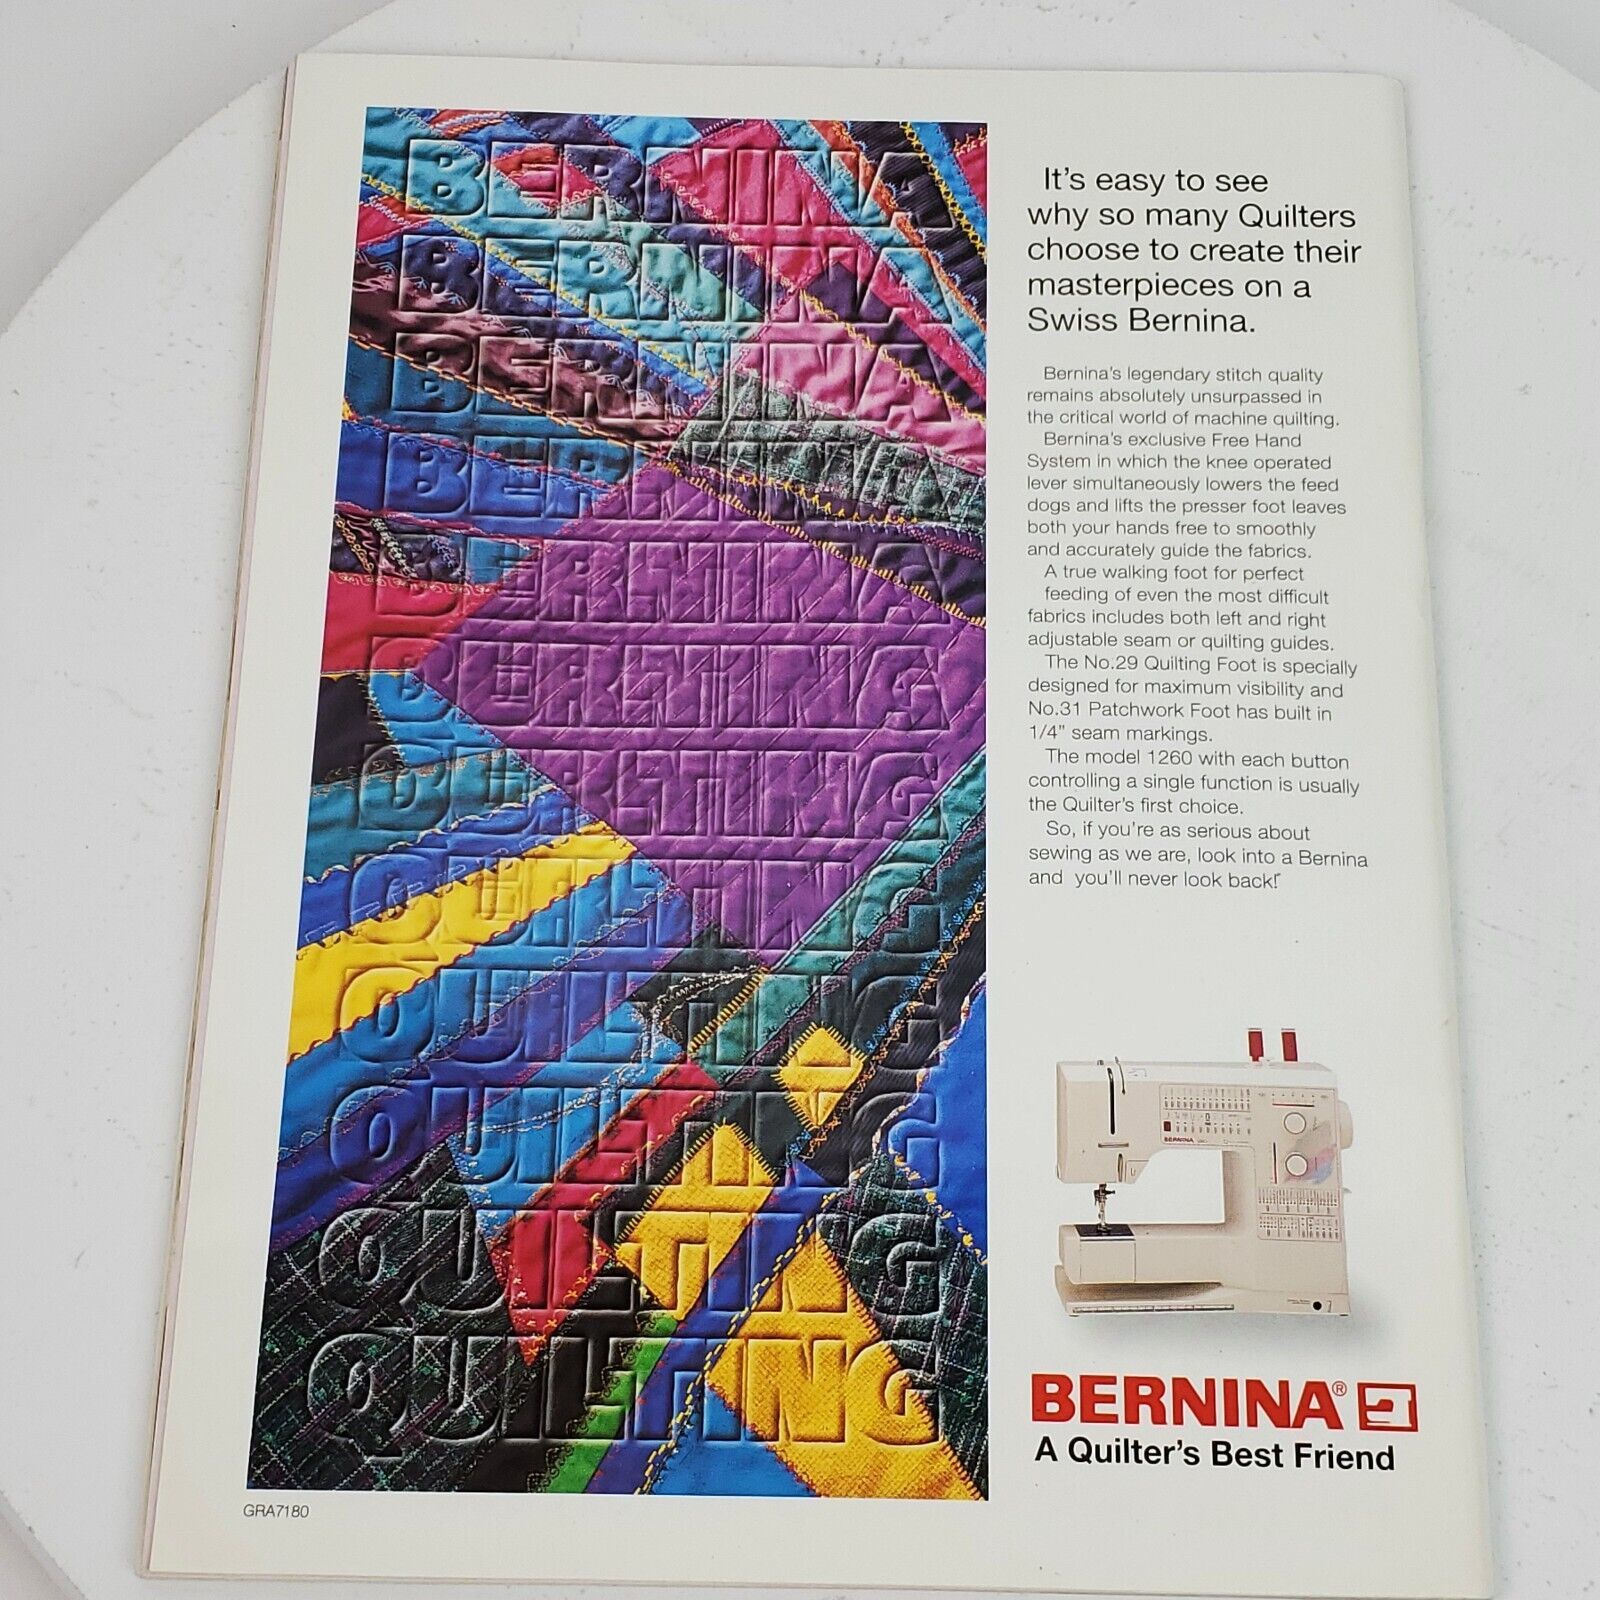 BERNINA
BERNINA
BERNINA
BERNINA
QUILTING
QUILTING
QUILTING
QUILTING
GRA7180
It's easy to see
why so many Quilters
choose to create their
masterpieces on a
Swiss Bernina.
Bernina's legendary stitch quality
remains absolutely unsurpassed in
the critical world of machine quilting.
Bernina's exclusive Free Hand
System in which the knee operated
lever simultaneously lowers the feed
dogs and lifts the presser foot leaves
both your hands free to smoothly
and accurately guide the fabrics.
A true walking foot for perfect
feeding of even the most difficult
fabrics includes both left and right
adjustable seam or quilting guides.
The No.29 Quilting Foot is specially
designed for maximum visibility and
No.31 Patchwork Foot has built in
1/4" seam markings.
The model 1260 with each button
controlling a single function is usually
the Quilter's first choice.
So, if you're as serious about
sewing as we are, look into a Bernina
and you'll never look back!
BERNINA
BERNINA®
A Quilter's Best Friend